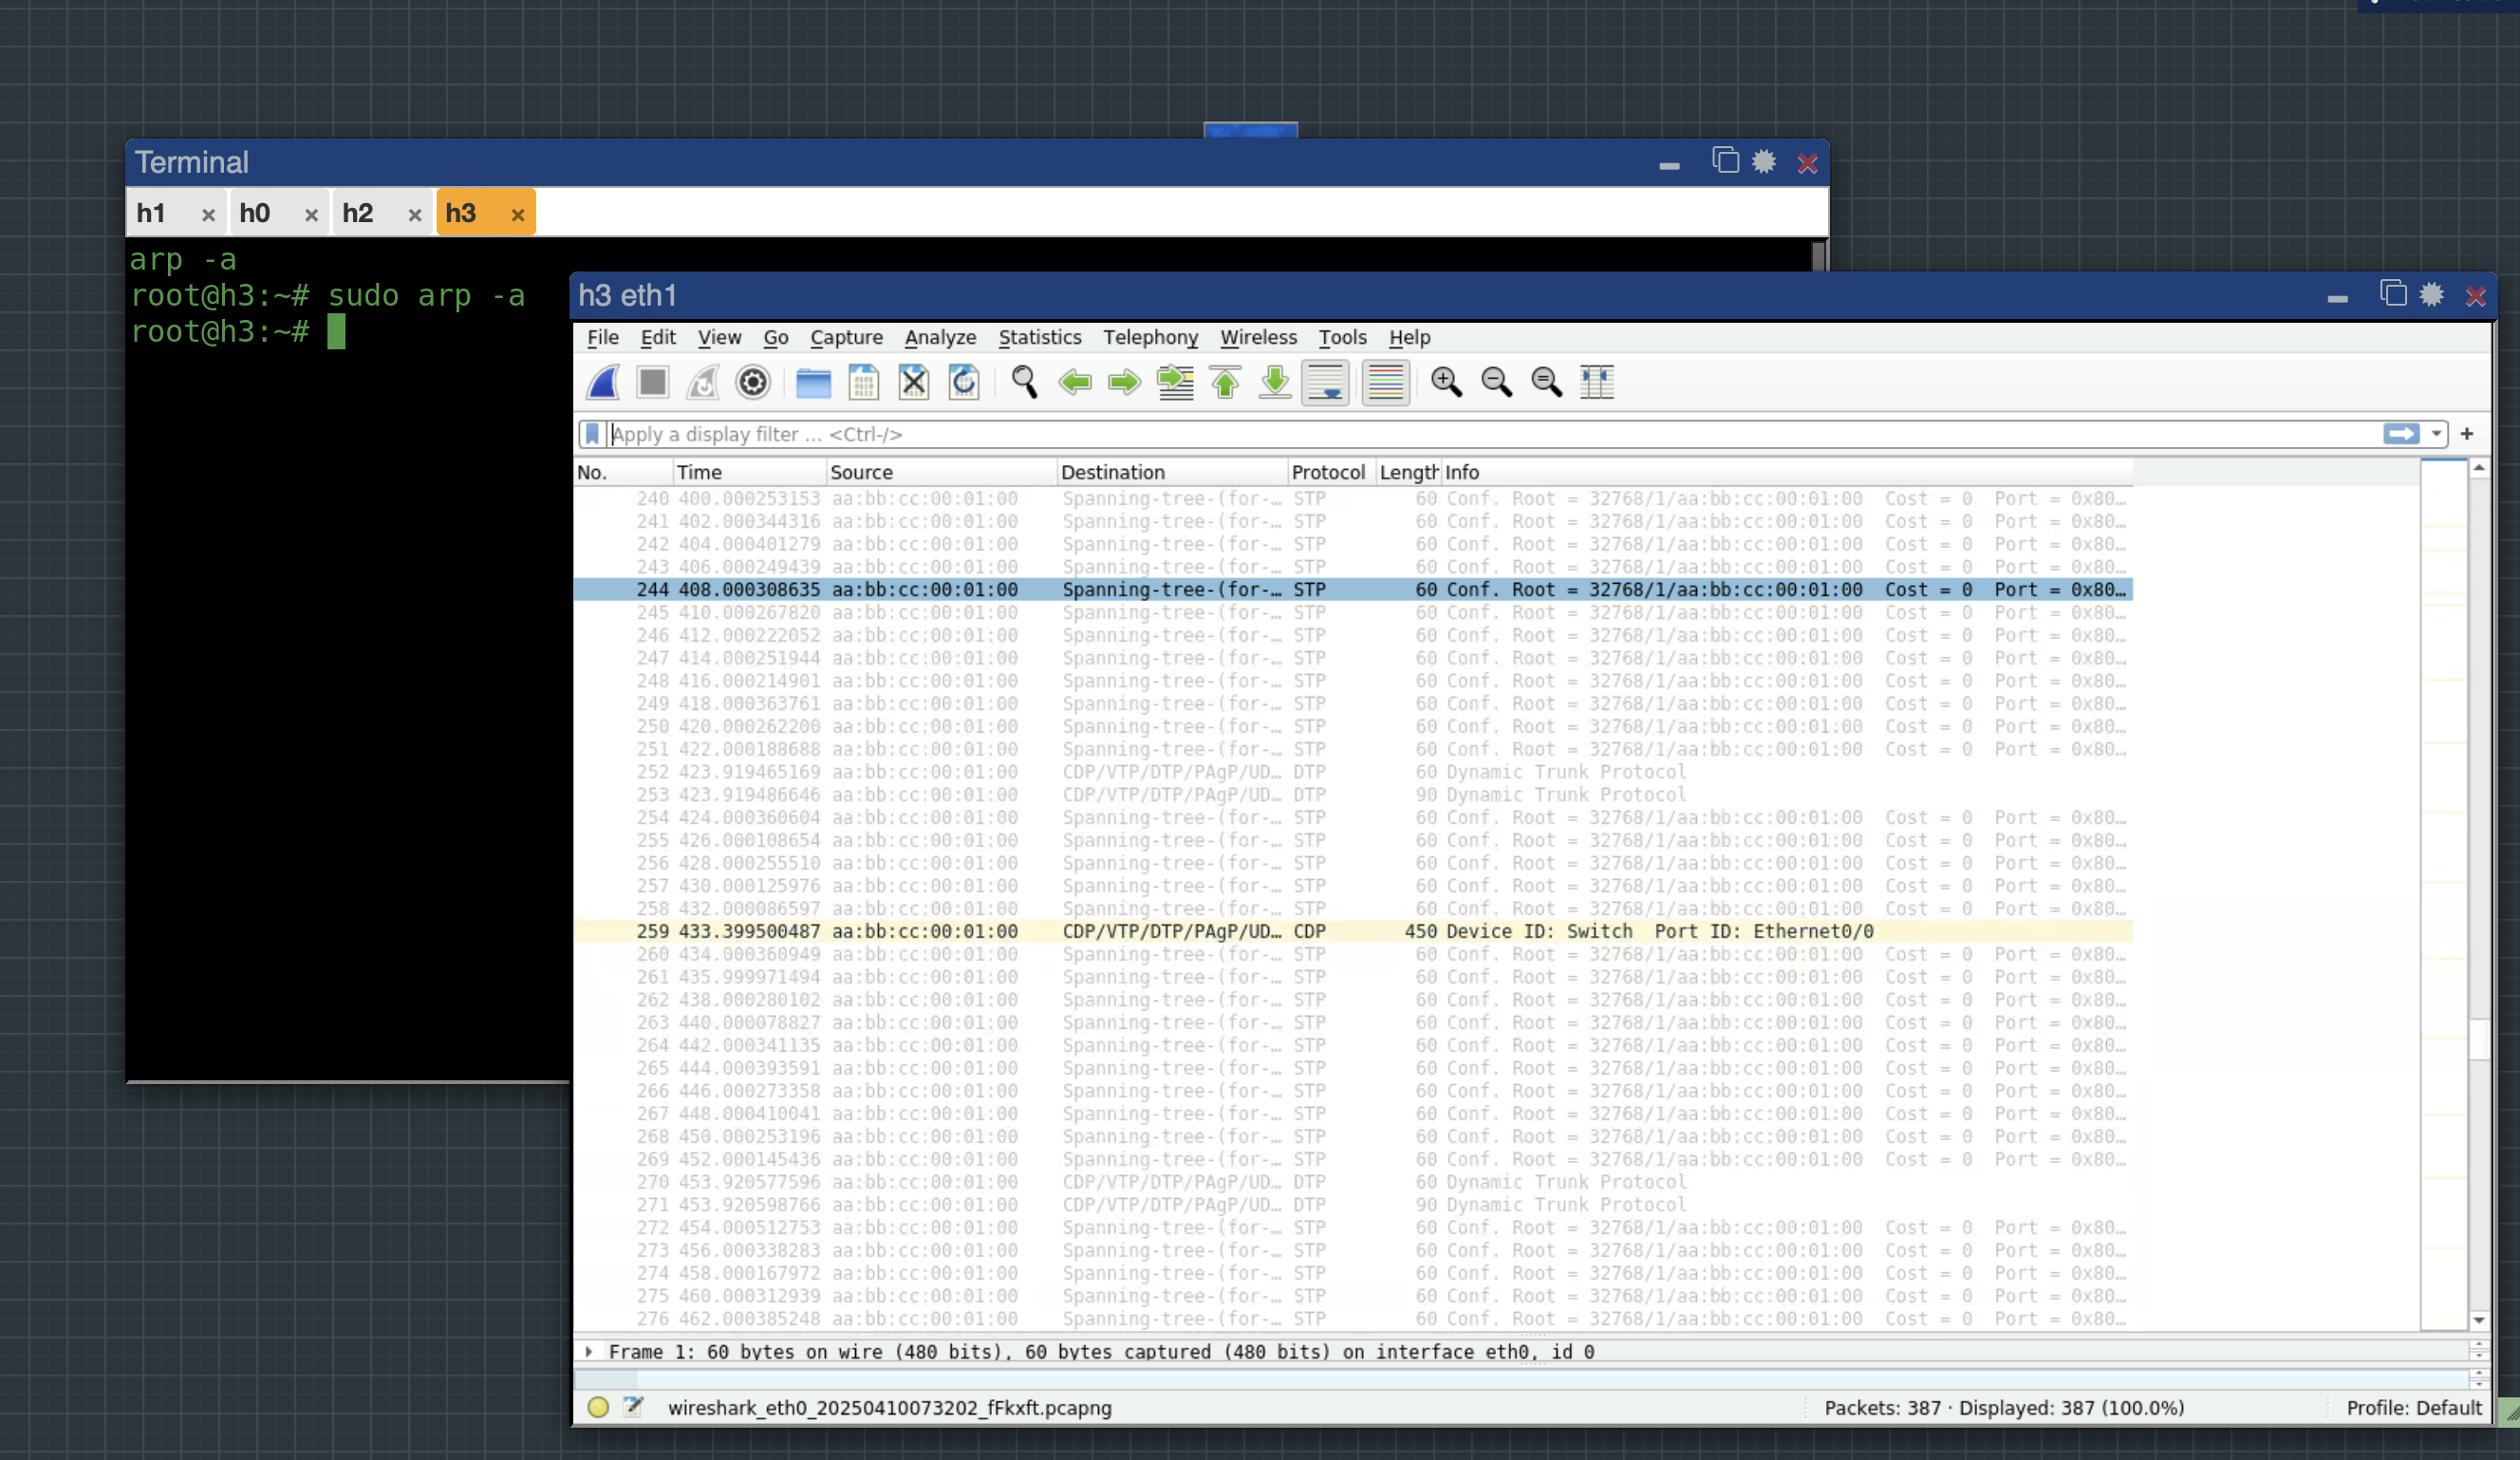 Terminal
h1 × h0 × h2 × h3 ×
arp -a
root@h3:~# sudo arp -a
root@h3:~#
h3 eth1
File Edit View Go Capture Analyze Statistics Telephony Wireless Tools Help
Apply a display filter ... <Ctrl-/>
No. Time Source Destination Protocol Length Info
240 400.000253153 aa:bb:cc:00:01:00 Spanning-tree-(for-… STP 60 Conf. Root = 32768/1/aa:bb:cc:00:01:00 Cost = 0 Port = 0x80…
241 402.000344316 aa:bb:cc:00:01:00 Spanning-tree-(for-… STP 60 Conf. Root = 32768/1/aa:bb:cc:00:01:00 Cost = 0 Port = 0x80…
242 404.000401279 aa:bb:cc:00:01:00 Spanning-tree-(for-… STP 60 Conf. Root = 32768/1/aa:bb:cc:00:01:00 Cost = 0 Port = 0x80…
243 406.000249439 aa:bb:cc:00:01:00 Spanning-tree-(for-… STP 60 Conf. Root = 32768/1/aa:bb:cc:00:01:00 Cost = 0 Port = 0x80…
244 408.000308635 aa:bb:cc:00:01:00 Spanning-tree-(for-… STP 60 Conf. Root = 32768/1/aa:bb:cc:00:01:00 Cost = 0 Port = 0x80…
245 410.000267820 aa:bb:cc:00:01:00 Spanning-tree-(for-… STP 60 Conf. Root = 32768/1/aa:bb:cc:00:01:00 Cost = 0 Port = 0x80…
246 412.000222052 aa:bb:cc:00:01:00 Spanning-tree-(for-… STP 60 Conf. Root = 32768/1/aa:bb:cc:00:01:00 Cost = 0 Port = 0x80…
247 414.000251944 aa:bb:cc:00:01:00 Spanning-tree-(for-… STP 60 Conf. Root = 32768/1/aa:bb:cc:00:01:00 Cost = 0 Port = 0x80…
248 416.000214901 aa:bb:cc:00:01:00 Spanning-tree-(for-… STP 60 Conf. Root = 32768/1/aa:bb:cc:00:01:00 Cost = 0 Port = 0x80…
249 418.000363761 aa:bb:cc:00:01:00 Spanning-tree-(for-… STP 60 Conf. Root = 32768/1/aa:bb:cc:00:01:00 Cost = 0 Port = 0x80…
250 420.000262200 aa:bb:cc:00:01:00 Spanning-tree-(for-… STP 60 Conf. Root = 32768/1/aa:bb:cc:00:01:00 Cost = 0 Port = 0x80…
251 422.000188688 aa:bb:cc:00:01:00 Spanning-tree-(for-… STP 60 Conf. Root = 32768/1/aa:bb:cc:00:01:00 Cost = 0 Port = 0x80…
252 423.919465169 aa:bb:cc:00:01:00 CDP/VTP/DTP/PAgP/UD… DTP 60 Dynamic Trunk Protocol
253 423.919486646 aa:bb:cc:00:01:00 CDP/VTP/DTP/PAgP/UD… DTP 90 Dynamic Trunk Protocol
254 424.000360604 aa:bb:cc:00:01:00 Spanning-tree-(for-… STP 60 Conf. Root = 32768/1/aa:bb:cc:00:01:00 Cost = 0 Port = 0x80…
255 426.000108654 aa:bb:cc:00:01:00 Spanning-tree-(for-… STP 60 Conf. Root = 32768/1/aa:bb:cc:00:01:00 Cost = 0 Port = 0x80…
256 428.000255510 aa:bb:cc:00:01:00 Spanning-tree-(for-… STP 60 Conf. Root = 32768/1/aa:bb:cc:00:01:00 Cost = 0 Port = 0x80…
257 430.000125976 aa:bb:cc:00:01:00 Spanning-tree-(for-… STP 60 Conf. Root = 32768/1/aa:bb:cc:00:01:00 Cost = 0 Port = 0x80…
258 432.000086597 aa:bb:cc:00:01:00 Spanning-tree-(for-… STP 60 Conf. Root = 32768/1/aa:bb:cc:00:01:00 Cost = 0 Port = 0x80…
259 433.399500487 aa:bb:cc:00:01:00 CDP/VTP/DTP/PAgP/UD… CDP 450 Device ID: Switch Port ID: Ethernet0/0
260 434.000360949 aa:bb:cc:00:01:00 Spanning-tree-(for-… STP 60 Conf. Root = 32768/1/aa:bb:cc:00:01:00 Cost = 0 Port = 0x80…
261 435.999971494 aa:bb:cc:00:01:00 Spanning-tree-(for-… STP 60 Conf. Root = 32768/1/aa:bb:cc:00:01:00 Cost = 0 Port = 0x80…
262 438.000280102 aa:bb:cc:00:01:00 Spanning-tree-(for-… STP 60 Conf. Root = 32768/1/aa:bb:cc:00:01:00 Cost = 0 Port = 0x80…
263 440.000078827 aa:bb:cc:00:01:00 Spanning-tree-(for-… STP 60 Conf. Root = 32768/1/aa:bb:cc:00:01:00 Cost = 0 Port = 0x80…
264 442.000341135 aa:bb:cc:00:01:00 Spanning-tree-(for-… STP 60 Conf. Root = 32768/1/aa:bb:cc:00:01:00 Cost = 0 Port = 0x80…
265 444.000393591 aa:bb:cc:00:01:00 Spanning-tree-(for-… STP 60 Conf. Root = 32768/1/aa:bb:cc:00:01:00 Cost = 0 Port = 0x80…
266 446.000273358 aa:bb:cc:00:01:00 Spanning-tree-(for-… STP 60 Conf. Root = 32768/1/aa:bb:cc:00:01:00 Cost = 0 Port = 0x80…
267 448.000410041 aa:bb:cc:00:01:00 Spanning-tree-(for-… STP 60 Conf. Root = 32768/1/aa:bb:cc:00:01:00 Cost = 0 Port = 0x80…
268 450.000253196 aa:bb:cc:00:01:00 Spanning-tree-(for-… STP 60 Conf. Root = 32768/1/aa:bb:cc:00:01:00 Cost = 0 Port = 0x80…
269 452.000145436 aa:bb:cc:00:01:00 Spanning-tree-(for-… STP 60 Conf. Root = 32768/1/aa:bb:cc:00:01:00 Cost = 0 Port = 0x80…
270 453.920577596 aa:bb:cc:00:01:00 CDP/VTP/DTP/PAgP/UD… DTP 60 Dynamic Trunk Protocol
271 453.920598766 aa:bb:cc:00:01:00 CDP/VTP/DTP/PAgP/UD… DTP 90 Dynamic Trunk Protocol
272 454.000512753 aa:bb:cc:00:01:00 Spanning-tree-(for-… STP 60 Conf. Root = 32768/1/aa:bb:cc:00:01:00 Cost = 0 Port = 0x80…
273 456.000338283 aa:bb:cc:00:01:00 Spanning-tree-(for-… STP 60 Conf. Root = 32768/1/aa:bb:cc:00:01:00 Cost = 0 Port = 0x80…
274 458.000167972 aa:bb:cc:00:01:00 Spanning-tree-(for-… STP 60 Conf. Root = 32768/1/aa:bb:cc:00:01:00 Cost = 0 Port = 0x80…
275 460.000312939 aa:bb:cc:00:01:00 Spanning-tree-(for-… STP 60 Conf. Root = 32768/1/aa:bb:cc:00:01:00 Cost = 0 Port = 0x80…
276 462.000385248 aa:bb:cc:00:01:00 Spanning-tree-(for-… STP 60 Conf. Root = 32768/1/aa:bb:cc:00:01:00 Cost = 0 Port = 0x80…
Frame 1: 60 bytes on wire (480 bits), 60 bytes captured (480 bits) on interface eth0, id 0
wireshark_eth0_20250410073202_fFkxft.pcapng Packets: 387 · Displayed: 387 (100.0%) Profile: Default